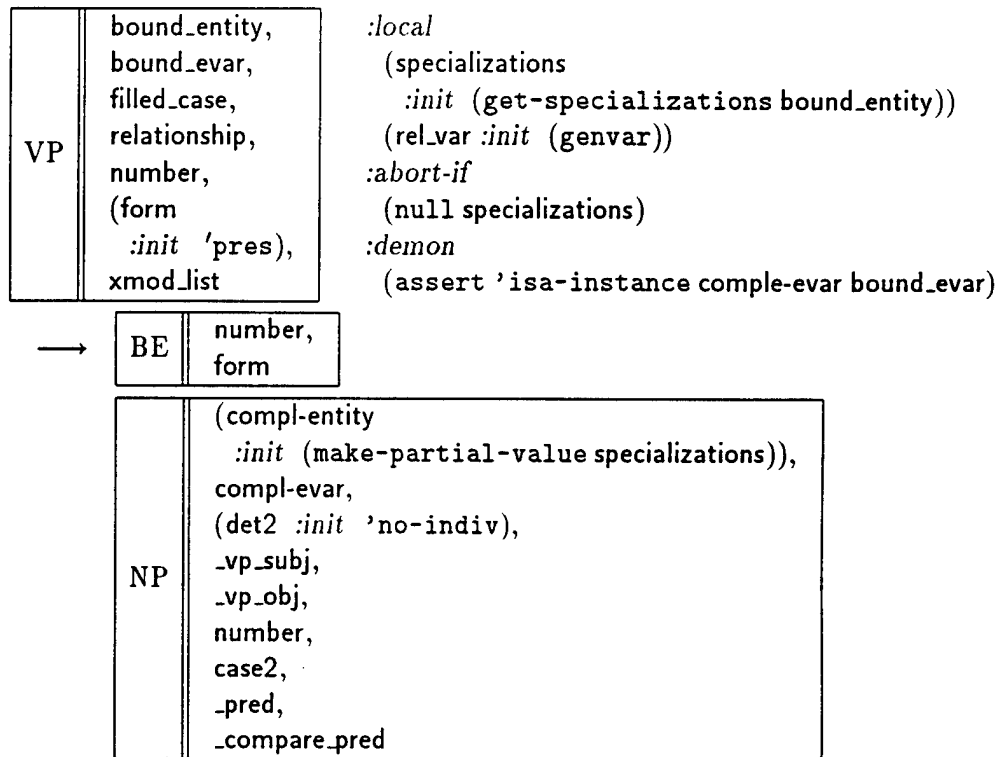 VP
bound_entity,
bound_evar,
filled_case,
relationship,
number,
(form
:init 'pres),
xmod_list
:local
(specializations
:init (get-specializations bound_entity))
(rel_var :init (genvar))
:abort-if
(null specializations)
:demon
(assert 'isa-instance comple-evar bound_evar)
⟶
BE
number,
form
NP
(compl-entity
:init (make-partial-value specializations)),
compl-evar,
(det2 :init 'no-indiv),
_vp_subj,
_vp_obj,
number,
case2,
_pred,
_compare_pred